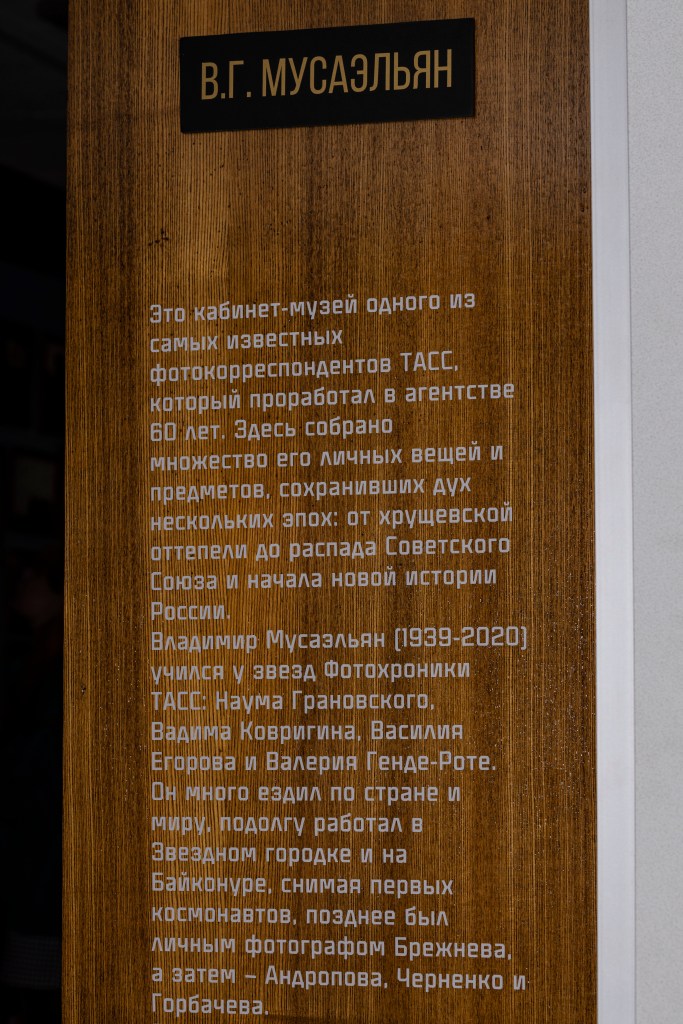 В.Г. МУСАЭЛЬЯН
Это кабинет-музей одного из
самых известных
фотокорреспондентов ТАСС,
который проработал в агентстве
60 лет. Здесь собрано
множество его личных вещей и
предметов, сохранивших дух
нескольких эпох: от хрущевской
оттепели до распада Советского
Союза и начала новой истории
России.
Владимир Мусаэльян (1939-2020)
учился у звезд Фотохроники
ТАСС: Наума Грановского,
Вадима Ковригина, Василия
Егорова и Валерия Генде-Роте.
Он много ездил по стране и
миру, подолгу работал в
Звездном городке и на
Байконуре, снимая первых
космонавтов, позднее был
личным фотографом Брежнева,
а затем – Андропова, Черненко и
Горбачева.